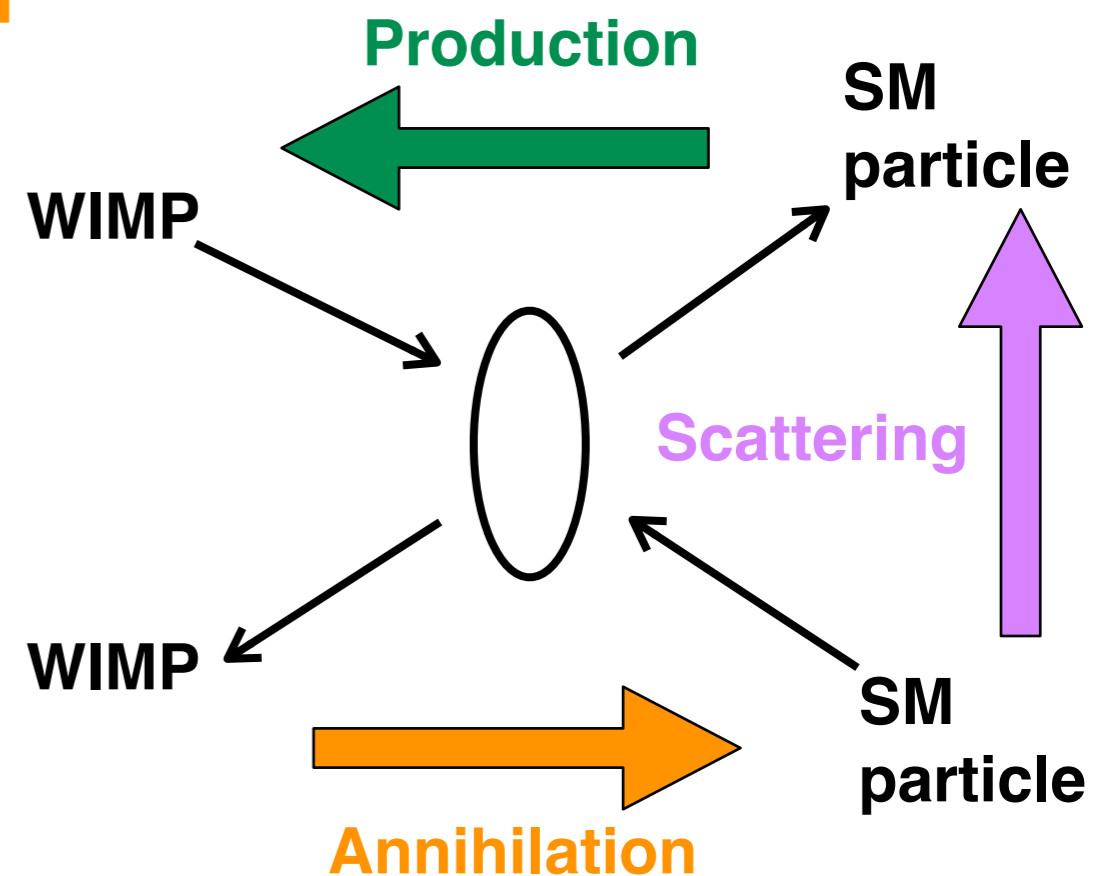 Production
SM
particle
WIMP
Scattering
WIMP
SM
particle
Annihilation